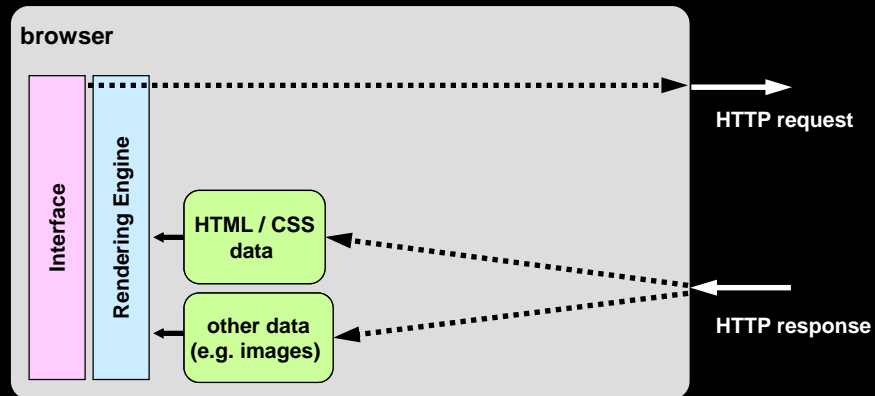 browser
HTTP request
Interface
Rendering Engine
HTML / CSS
data
other data
(e.g. images)
HTTP response